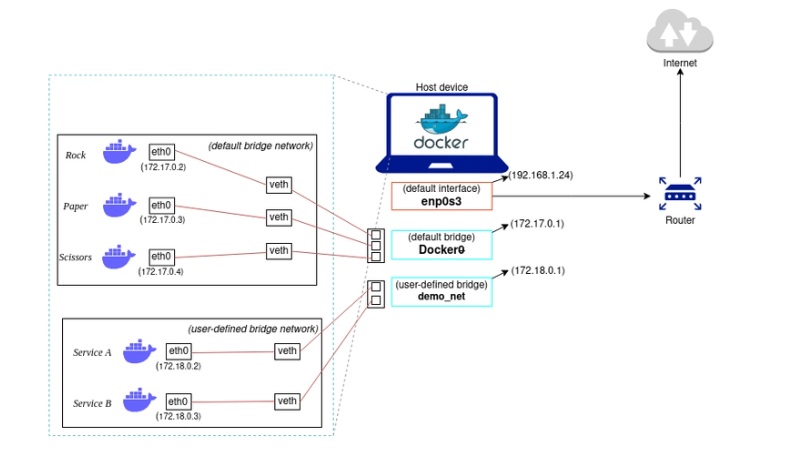 Internet
Host device
docker
(default bridge network)
Rock
eth0
(172.17.0.2)
veth
Paper
eth0
(172.17.0.3)
veth
Scissors
eth0
(172.17.0.4)
veth
(default interface)
enp0s3
(192.168.1.24)
Router
(default bridge)
Docker0
(172.17.0.1)
(user-defined bridge)
demo_net
(172.18.0.1)
(user-defined bridge network)
Service A
eth0
(172.18.0.2)
veth
Service B
eth0
(172.18.0.3)
veth